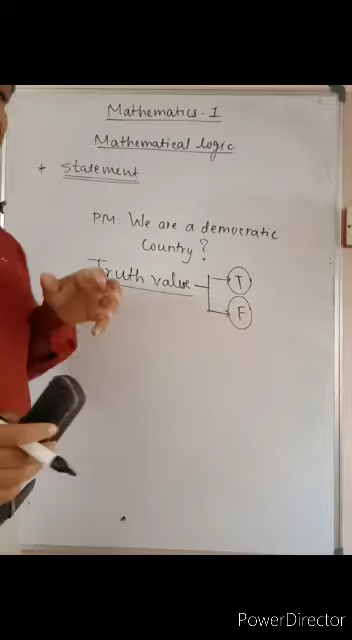 Mathematics-1
Mathematical logic
+ Statement
PM: We are a democratic
Country?
Truth value
T
F
PowerDirector